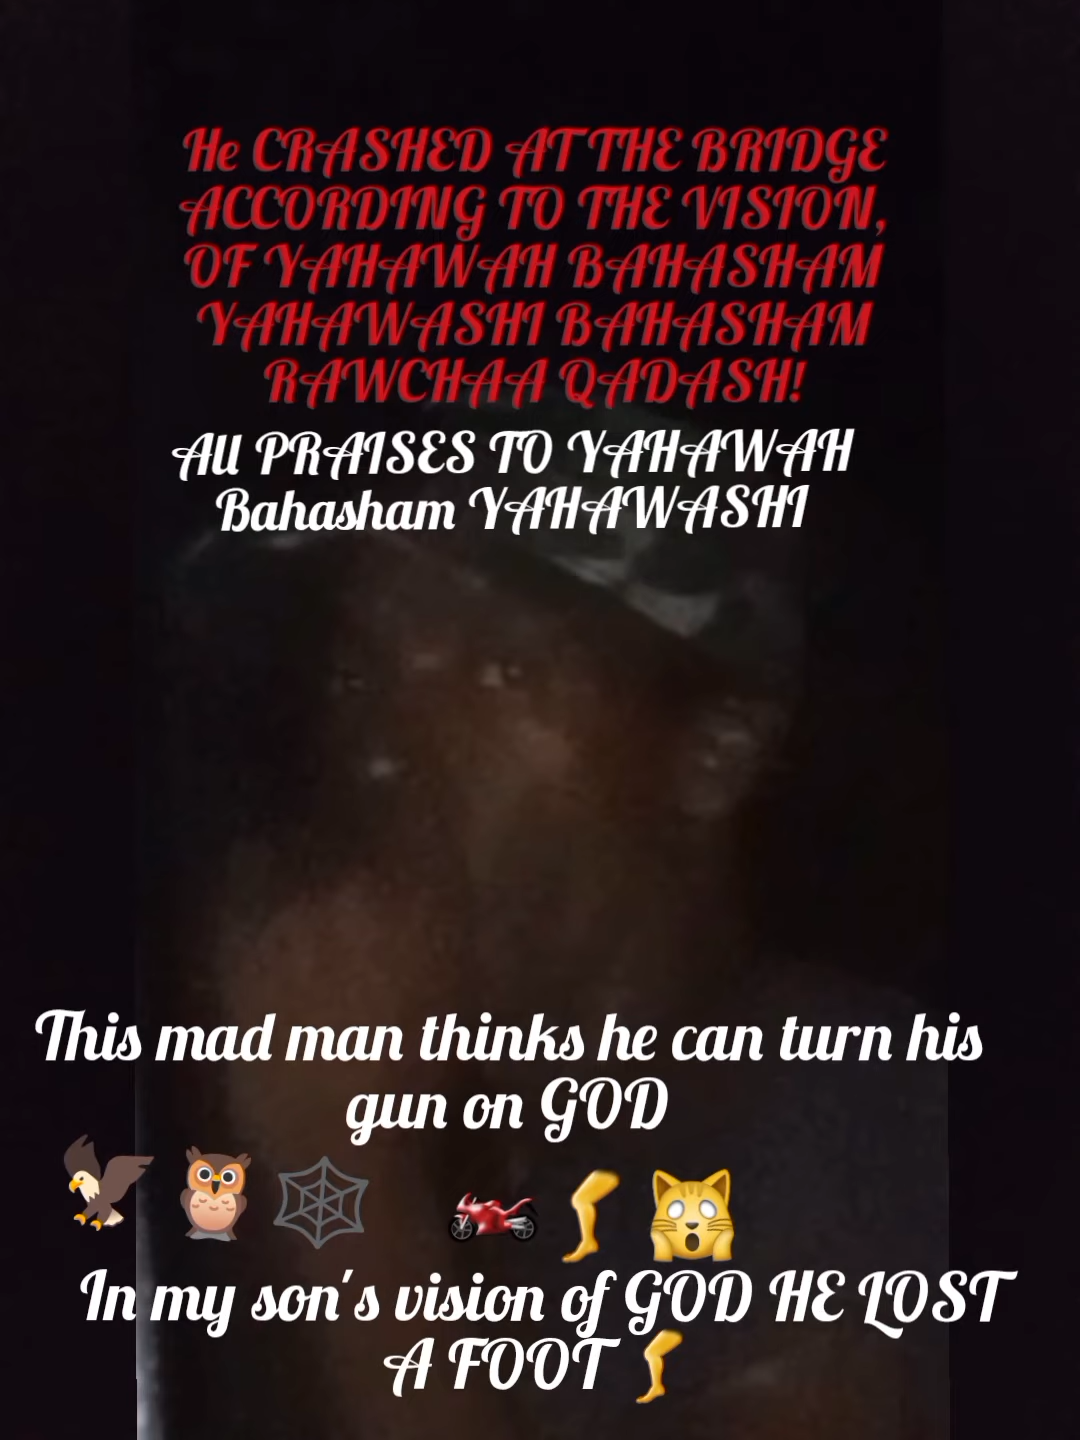 He CRASHED AT THE BRIDGE
ACCORDING TO THE VISION,
OF YAHAWAH BAHASHAM
YAHAWASHI BAHASHAM
RAWCHAA QADASH!
All PRAISES TO YAHAWAH
Bahasham YAHAWASHI
This mad man thinks he can turn his
gun on GOD
In my son's vision of GOD HE LOST
A FOOT